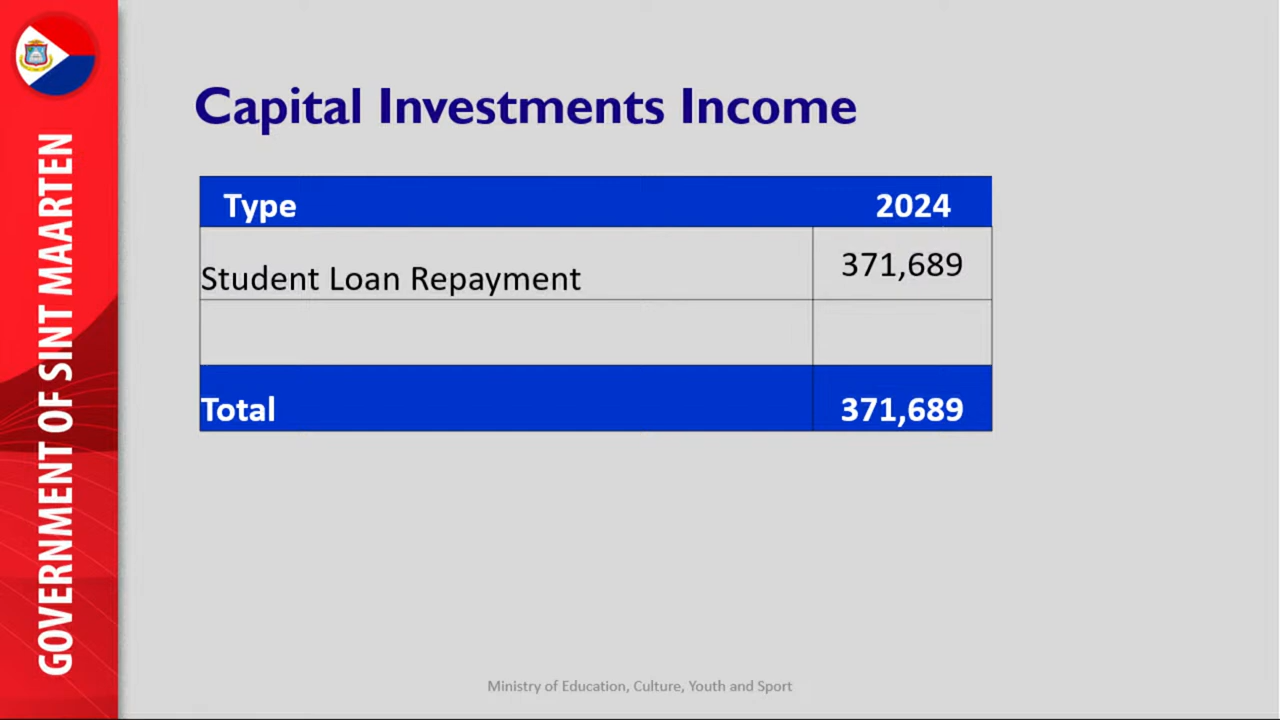 GOVERNMENT OF SINT MAARTEN
Capital Investments Income
Type 2024
Student Loan Repayment 371,689
Total 371,689
Ministry of Education, Culture, Youth and Sport